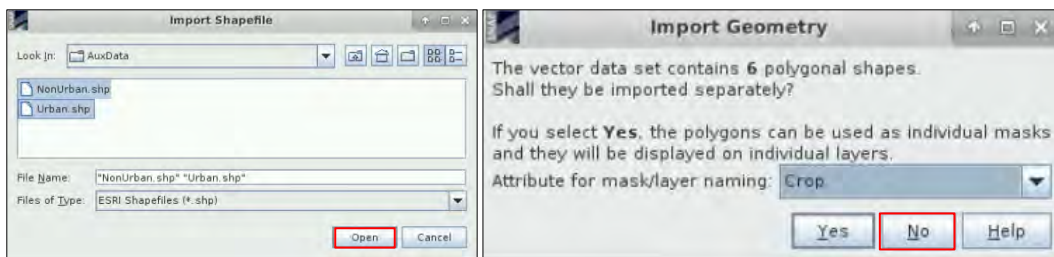 Import Shapefile
Look In: AuxData
NonUrban.shp
Urban.shp
File Name: "NonUrban.shp" "Urban.shp"
Files of Type: ESRI Shapefiles (*.shp)
Open Cancel
Import Geometry
The vector data set contains 6 polygonal shapes.
Shall they be imported separately?
If you select Yes, the polygons can be used as individual masks
and they will be displayed on individual layers.
Attribute for mask/layer naming: Crop
Yes No Help